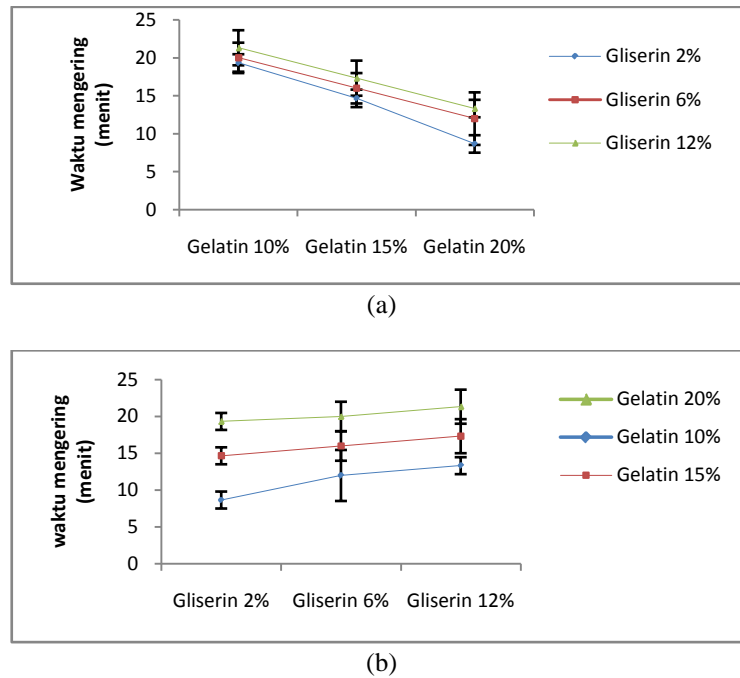 Waktu mengering
(menit)
25
20
15
10
5
0
Gelatin 10%
Gelatin 15%
Gelatin 20%
Gliserin 2%
Gliserin 6%
Gliserin 12%
(a)
waktu mengering
(menit)
25
20
15
10
5
0
Gliserin 2%
Gliserin 6%
Gliserin 12%
Gelatin 20%
Gelatin 10%
Gelatin 15%
(b)